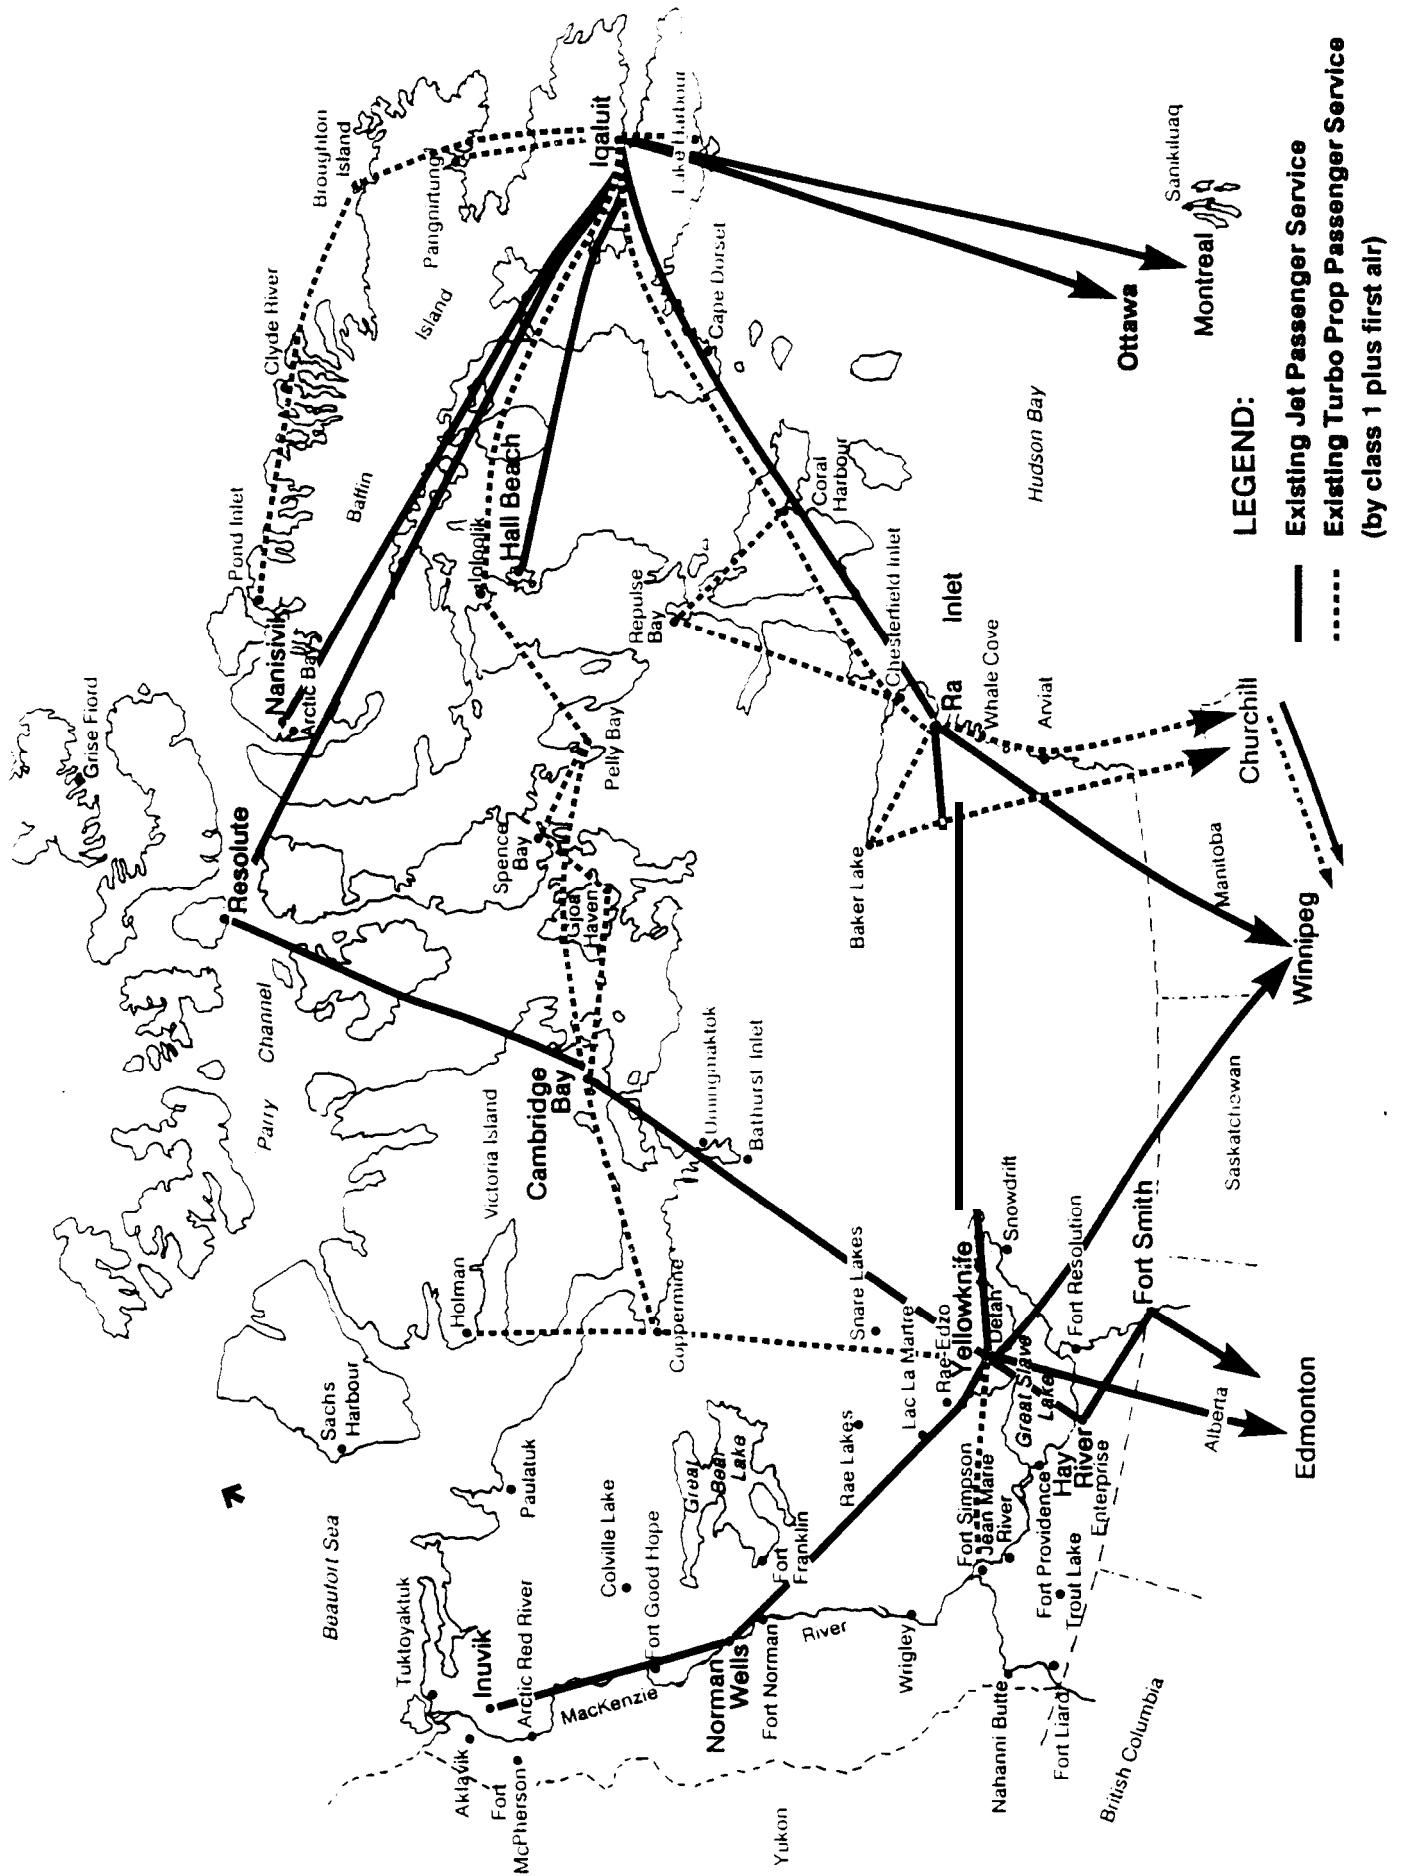 Grise Fiord
Resolute
Nanisivik
Arctic Bay
Pond Inlet
Clyde River
Broughton
Island
Pangnirtung
Baffin
Island
Parry Channel
Beaufort Sea
Sachs
Harbour
Holman
Victoria Island
Cambridge
Bay
Spence
Bay
Gjoa
Haven
Pelly Bay
Igloolik
Hall Beach
Iqaluit
Lake Harbour
Cape Dorset
Repulse
Bay
Coral
Harbour
Tuktoyaktuk
Inuvik
Aklavik
Fort
McPherson
Arctic Red River
Paulatuk
Colville Lake
Fort Good Hope
MacKenzie
River
Norman
Wells
Fort Norman
Great
Bear
Lake
Fort
Franklin
Coppermine
Umingmaktok
Bathurst Inlet
Baker Lake
Chesterfield Inlet
Ra Inlet
Whale Cove
Arviat
Hudson Bay
Rae Lakes
Snare Lakes
Lac La Martre
Rae-Edzo
Yellowknife
Detah
Snowdrift
Great Slave
Lake
Fort Resolution
Wrigley
Fort Simpson
Jean Marie
River
Fort Providence
Hay
River
Enterprise
Trout Lake
Nahanni Butte
Fort Liard
Fort Smith
Yukon
British Columbia
Alberta
Saskatchewan
Manitoba
Edmonton
Winnipeg
Churchill
Ottawa
Montreal
Sanikuluaq
LEGEND:
Existing Jet Passenger Service
Existing Turbo Prop Passenger Service
(by class 1 plus first air)